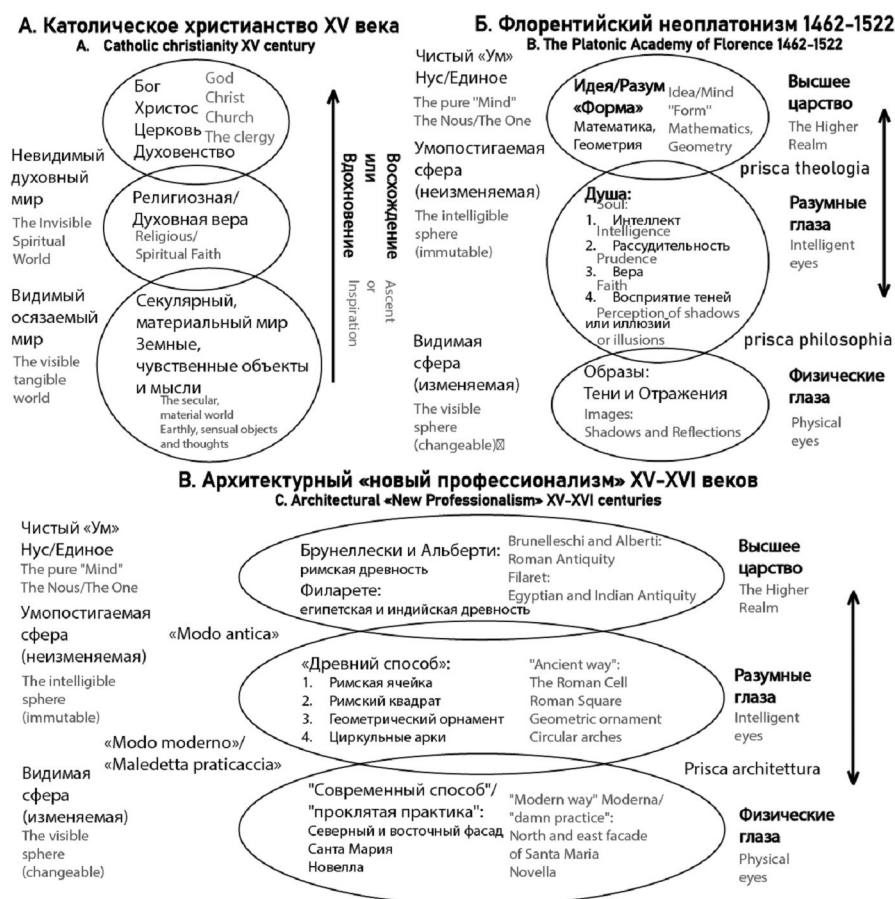 А. Католическое христианство XV века
A. Catholic christianity XV century
Бог
Христос
Церковь
Духовенство
God
Christ
Church
The clergy
Невидимый
духовный
мир
The Invisible
Spiritual
World
Религиозная/
Духовная вера
Religious/
Spiritual Faith
Видимый
осязаемый
мир
The visible
tangible
world
Секулярный,
материальный мир
Земные,
чувственные объекты
и мысли
The secular,
material world
Earthly, sensual objects
and thoughts
Восхождение
или
Вдохновение
Ascent
or
Inspiration
Б. Флорентийский неоплатонизм 1462-1522
B. The Platonic Academy of Florence 1462-1522
Чистый «Ум»
Нус/Единое
The pure "Mind"
The Nous/The One
Умопостигаемая
сфера
(неизменяемая)
The intelligible
sphere
(immutable)
Видимая
сфера
(изменяемая)
The visible
sphere
(changeable)
Идея/Разум
«Форма»
Математика,
Геометрия
Idea/Mind
"Form"
Mathematics,
Geometry
Душа:
Soul:
1. Интеллект
Intelligence
2. Рассудительность
Prudence
3. Вера
Faith
4. Восприятие теней
Perception of shadows
или иллюзий
or illusions
Образы:
Тени и Отражения
Images:
Shadows and Reflections
Высшее
царство
The Higher
Realm
prisca theologia
Разумные
глаза
Intelligent
eyes
prisca philosophia
Физические
глаза
Physical
eyes
В. Архитектурный «новый профессионализм» XV-XVI веков
C. Architectural «New Professionalism» XV-XVI centuries
Чистый «Ум»
Нус/Единое
The pure "Mind"
The Nous/The One
Умопостигаемая
сфера
(неизменяемая)
The intelligible
sphere
(immutable)
«Modo antica»
«Modo moderno»/
«Maledetta praticaccia»
Видимая
сфера
(изменяемая)
The visible
sphere
(changeable)
Брунеллески и Альберти:
римская древность
Филарете:
египетская и индийская древность
Brunelleschi and Alberti:
Roman Antiquity
Filaret:
Egyptian and Indian Antiquity
«Древний способ»:
1. Римская ячейка
2. Римский квадрат
3. Геометрический орнамент
4. Циркульные арки
"Ancient way":
The Roman Cell
Roman Square
Geometric ornament
Circular arches
"Современный способ"/
"проклятая практика":
Северный и восточный фасад
Санта Мария
Новелла
"Modern way" Moderna/
"damn practice":
North and east facade
of Santa Maria
Novella
Высшее
царство
The Higher
Realm
Разумные
глаза
Intelligent
eyes
Prisca architettura
Физические
глаза
Physical
eyes